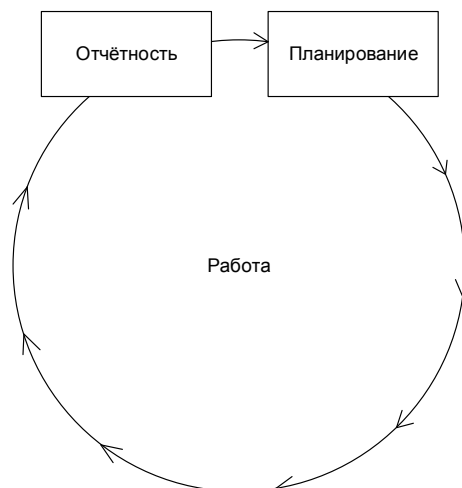 Отчётность
Планирование
Работа